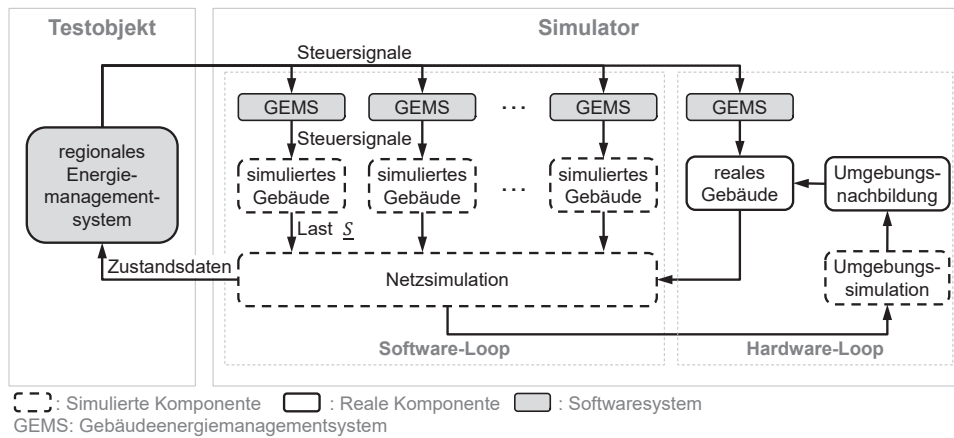 Testobjekt
Simulator
Steuersignale
GEMS
GEMS
...
GEMS
GEMS
Steuersignale
regionales
Energie-
management-
system
simuliertes
Gebäude
simuliertes
Gebäude
...
simuliertes
Gebäude
reales
Gebäude
Umgebungs-
nachbildung
Last S
Zustandsdaten
Netzsimulation
Umgebungs-
simulation
Software-Loop
Hardware-Loop
: Simulierte Komponente
: Reale Komponente
: Softwaresystem
GEMS: Gebäudeenergiemanagementsystem